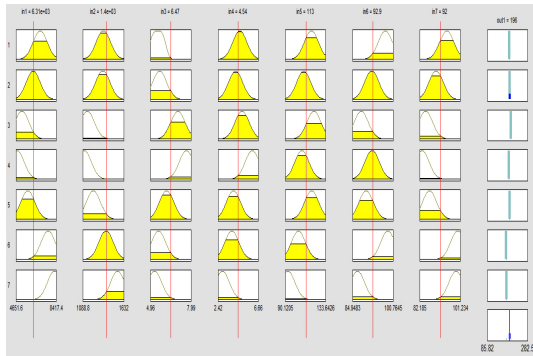 in1 = 6.31e+03 in2 = 1.4e+03 in3 = 6.47 in4 = 4.54 in5 = 113 in6 = 92.9 in7 = 92
out1 = 196
1
2
3
4
5
6
7
4651.6 8417.4 1088.8 1632 4.96 7.99 2.42 6.66 90.1205 133.6426 84.9483 100.7645 82.185 101.234
85.82 282.5